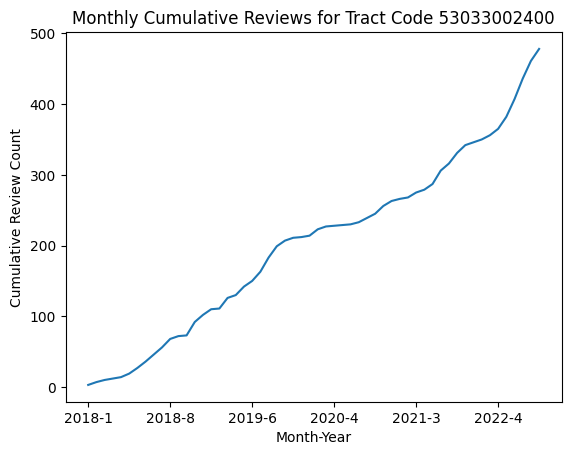 Monthly Cumulative Reviews for Tract Code 53033002400
500
400
300
200
100
0
Cumulative Review Count
2018-1 2018-8 2019-6 2020-4 2021-3 2022-4
Month-Year